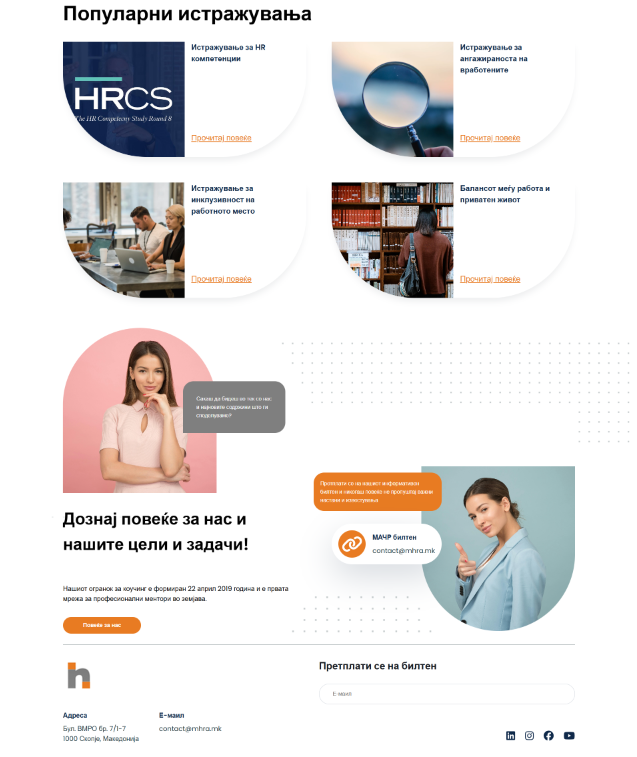 Популарни истражувања
Истражување за HR
компетенции
HRCS
The HR Competency Study Round 8
Прочитај повеќе
Истражување за
ангажираноста на
вработените
Прочитај повеќе
Истражување за
инклузивност на
работното место
Прочитај повеќе
Балансот меѓу работа и
приватен живот
Прочитај повеќе
Сакаш да бидеш во тек со нас
и најновите содржини што ги
споделуваме?
Претплати се на нашиот информативен
билтен и никогаш повеќе не пропуштај важни
настани и известувања.
МАЧР билтен
contact@mhra.mk
Дознај повеќе за нас и
нашите цели и задачи!
Нашиот огранок за коучинг е формиран 22 април 2019 година и е првата
мрежа за професионални ментори во земјава.
Повеќе за нас
h
Адреса
Бул. ВМРО бр. 7/1-7
1000 Скопје, Македонија
Е-маил
contact@mhra.mk
Претплати се на билтен
Е-маил